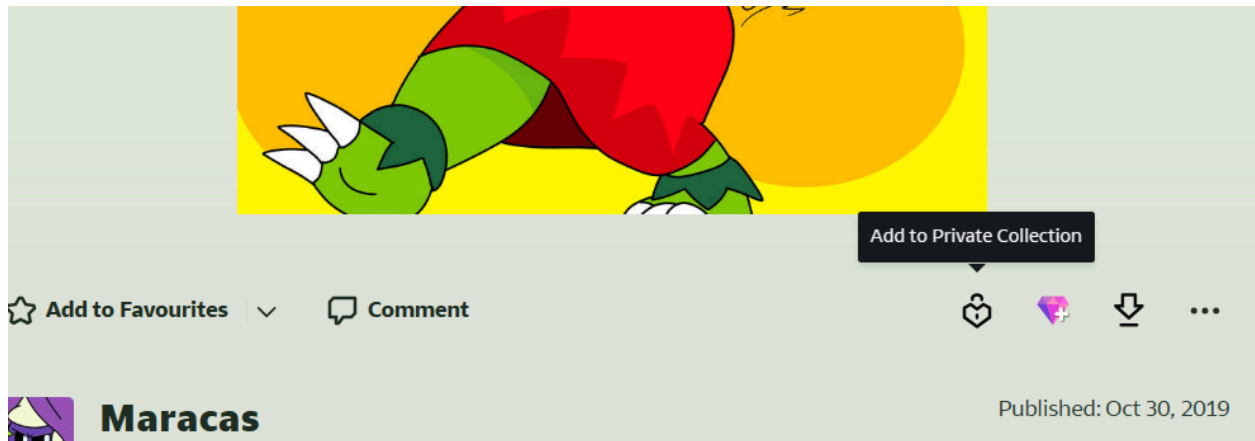 Add to Private Collection
Add to Favourites
Comment
Maracas
Published: Oct 30, 2019